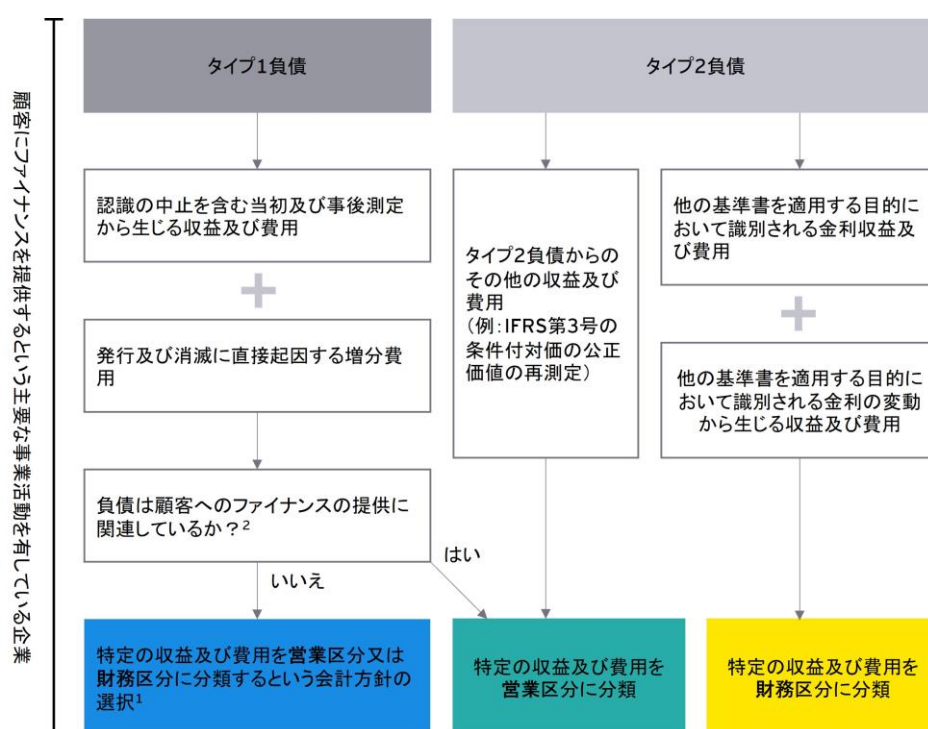 顧客にファイナンスを提供するという主要な事業活動を有している企業
タイプ1負債
タイプ2負債
認識の中止を含む当初及び事後測定
から生じる収益及び費用
発行及び消滅に直接起因する増分費
用
負債は顧客へのファイナンスの提供に
関連しているか？2
はい
いいえ
タイプ2負債からの
その他の収益及び
費用
（例：IFRS第3号の
条件付対価の公正
価値の再測定）
他の基準書を適用する目的に
おいて識別される金利収益及
び費用
他の基準書を適用する目的に
おいて識別される金利の変動
から生じる収益及び費用
特定の収益及び費用を営業区分又は
財務区分に分類するという会計方針の
選択1
特定の収益及び費用を
営業区分に分類
特定の収益及び費用を
財務区分に分類